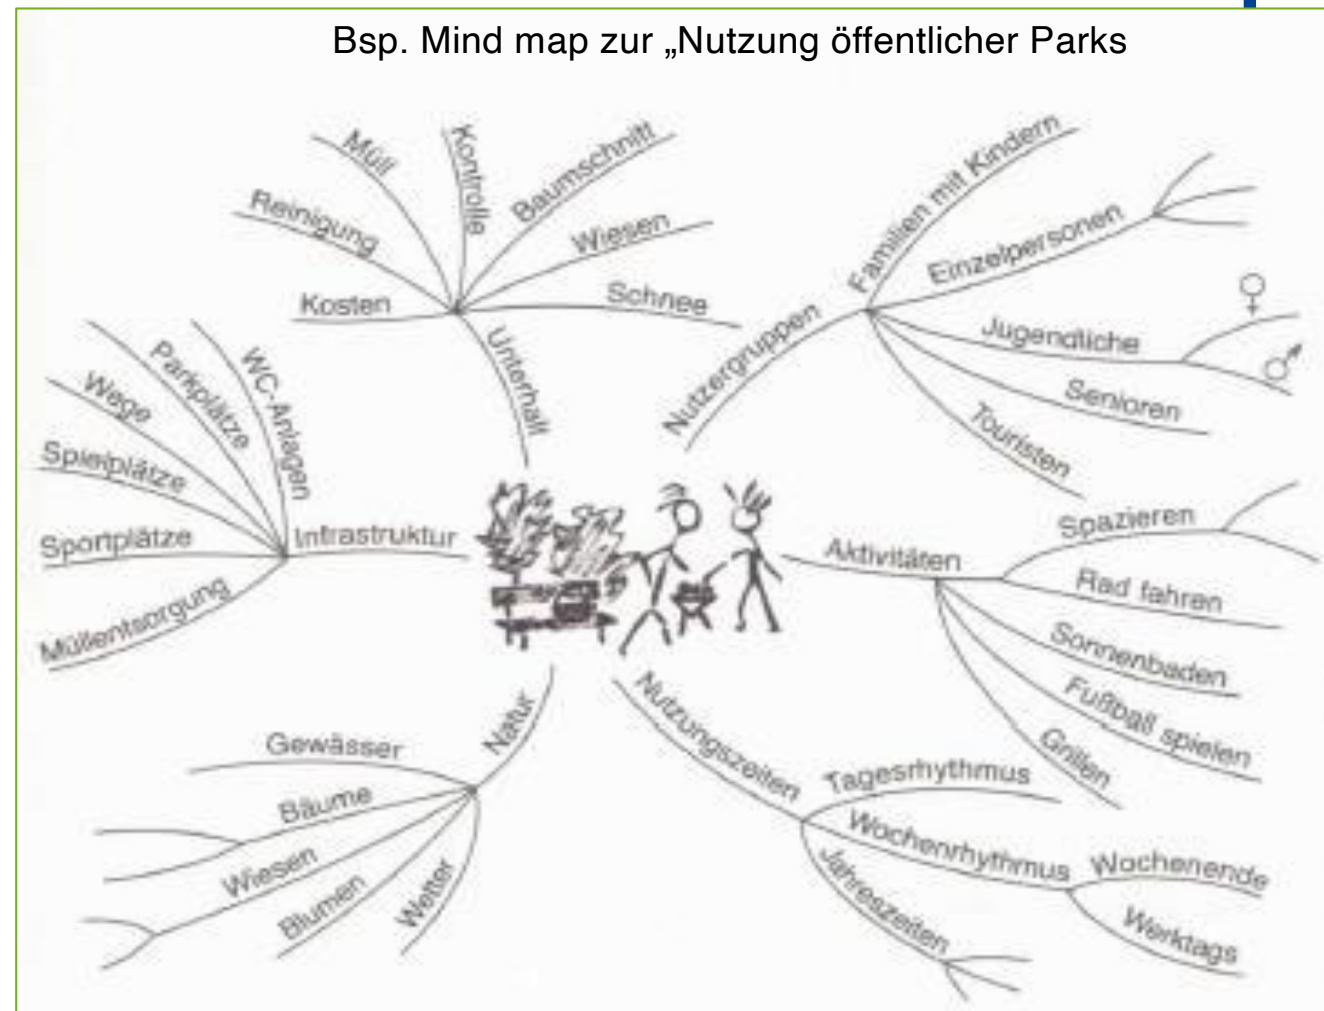 Bsp. Mind map zur „Nutzung öffentlicher Parks
Müll
Kontrolle
Baumschnitt
Reinigung
Wiesen
Kosten
Schnee
Unterhalt
Familien mit Kindern
Einzelpersonen
Nutzergruppen
Jugendliche
♀
♂
Senioren
Touristen
WC-Anlagen
Parkplätze
Wege
Spielplätze
Sportplätze
Infrastruktur
Müllentsorgung
Aktivitäten
Spazieren
Rad fahren
Sonnenbaden
Fußball spielen
Grillen
Natur
Gewässer
Bäume
Wiesen
Blumen
Wetter
Nutzungszeiten
Tagesrhythmus
Wochenrhythmus
Wochenende
Werktags
Jahreszeiten